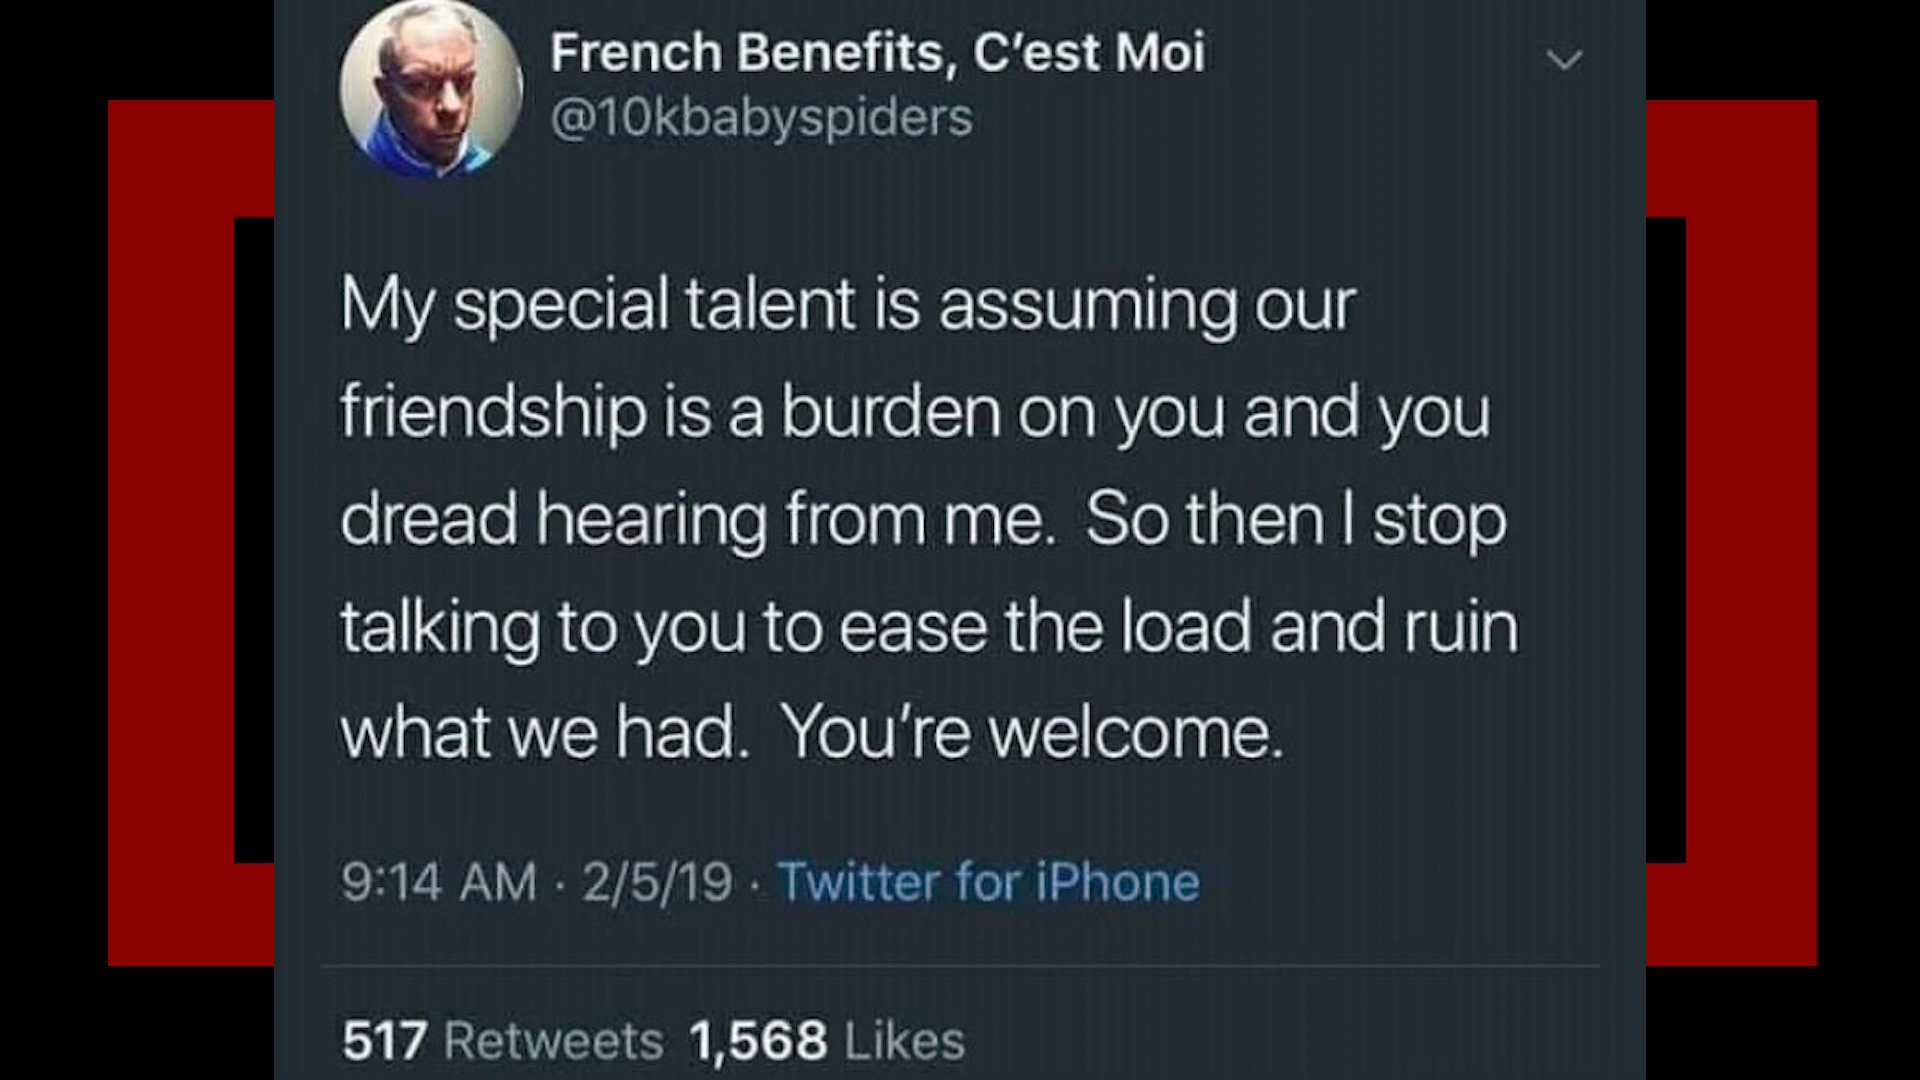 French Benefits, C'est Moi
@10kbabyspiders
My special talent is assuming our
friendship is a burden on you and you
dread hearing from me.  So then I stop
talking to you to ease the load and ruin
what we had.  You're welcome.
9:14 AM · 2/5/19 · Twitter for iPhone
517 Retweets  1,568 Likes